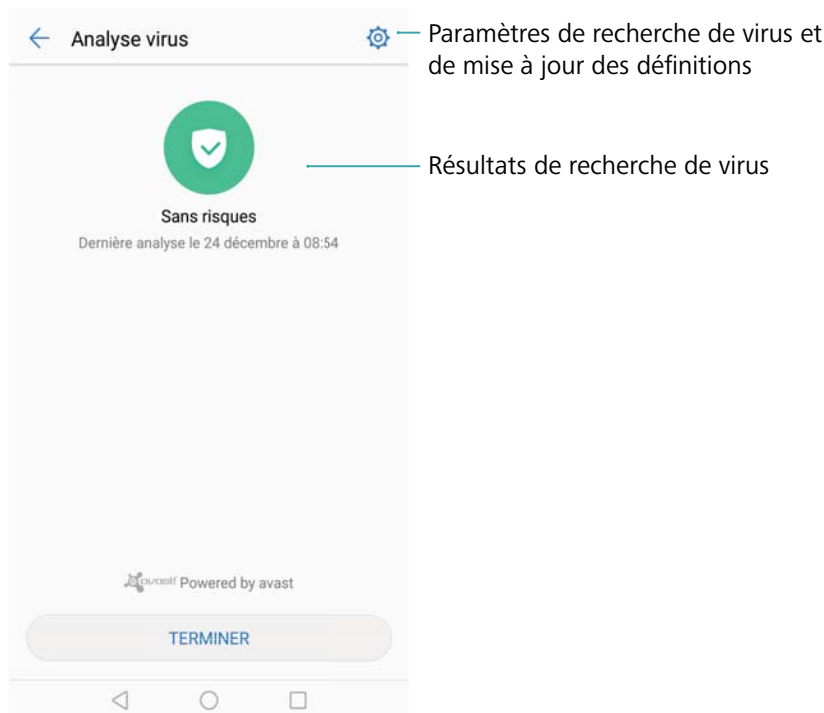 Analyse virus
Paramètres de recherche de virus et
de mise à jour des définitions
Résultats de recherche de virus
Sans risques
Dernière analyse le 24 décembre à 08:54
avast! Powered by avast
TERMINER